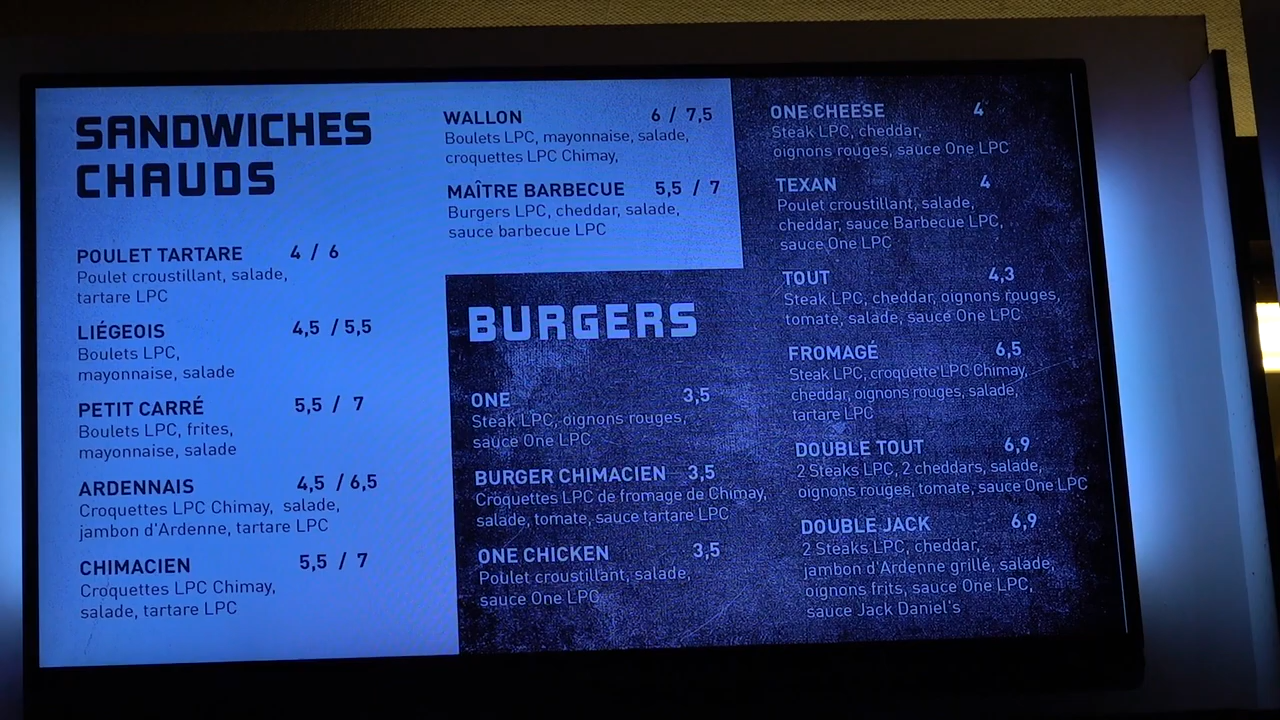 SANDWICHES
CHAUDS
POULET TARTARE 4 / 6
Poulet croustillant, salade,
tartare LPC
LIÉGEOIS 4,5 / 5,5
Boulets LPC,
mayonnaise, salade
PETIT CARRÉ 5,5 / 7
Boulets LPC, frites,
mayonnaise, salade
ARDENNAIS 4,5 / 6,5
Croquettes LPC Chimay, salade,
jambon d'Ardenne, tartare LPC
CHIMACIEN 5,5 / 7
Croquettes LPC Chimay,
salade, tartare LPC
WALLON 6 / 7,5
Boulets LPC, mayonnaise, salade,
croquettes LPC Chimay,
MAÎTRE BARBECUE 5,5 / 7
Burgers LPC, cheddar, salade,
sauce barbecue LPC
BURGERS
ONE 3,5
Steak LPC, oignons rouges,
sauce One LPC
BURGER CHIMACIEN 3,5
Croquettes LPC de fromage de Chimay,
salade, tomate, sauce tartare LPC
ONE CHICKEN 3,5
Poulet croustillant, salade,
sauce One LPC
ONE CHEESE 4
Steak LPC, cheddar,
oignons rouges, sauce One LPC
TEXAN 4
Poulet croustillant, salade,
cheddar, sauce Barbecue LPC,
sauce One LPC
TOUT 4,3
Steak LPC, cheddar, oignons rouges,
tomate, salade, sauce One LPC
FROMAGÉ 6,5
Steak LPC, croquette LPC Chimay,
cheddar, oignons rouges, salade,
tartare LPC
DOUBLE TOUT 6,9
2 Steaks LPC, 2 cheddars, salade,
oignons rouges, tomate, sauce One LPC
DOUBLE JACK 6,9
2 Steaks LPC, cheddar,
jambon d'Ardenne grillé, salade,
oignons frits, sauce One LPC,
sauce Jack Daniel's